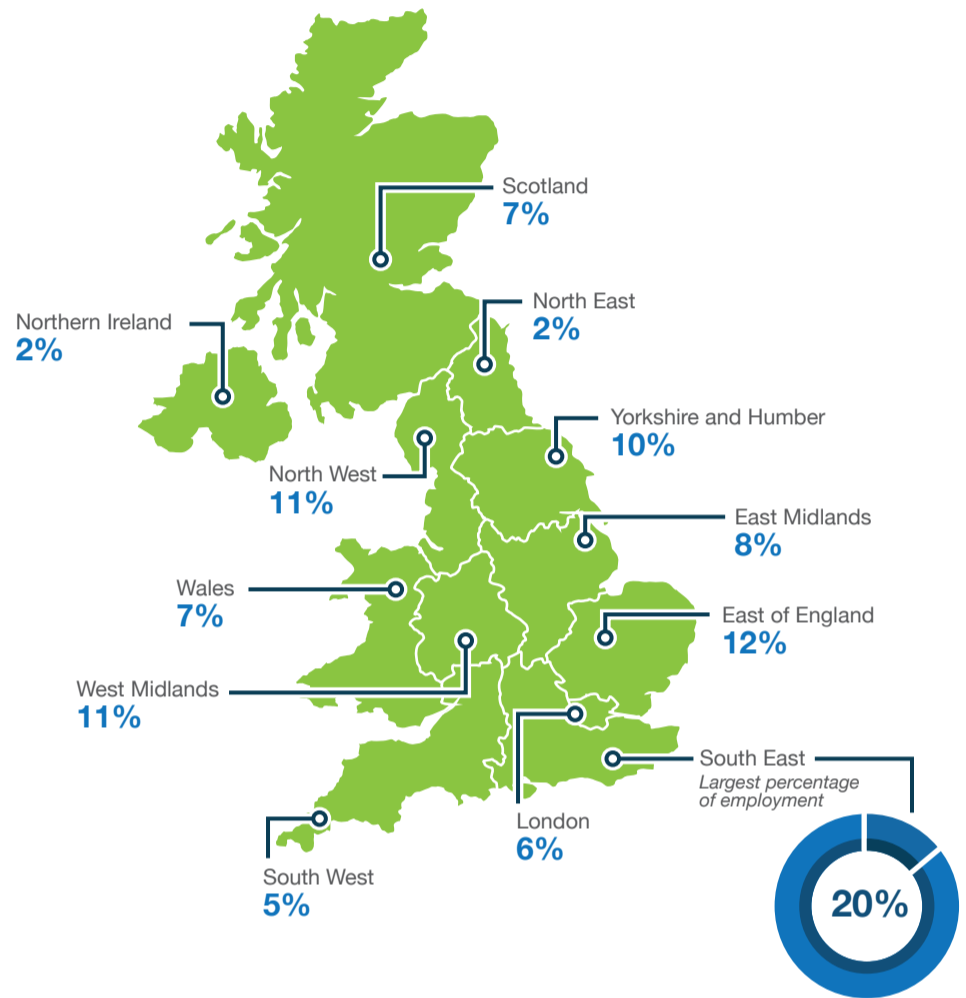 Scotland
7%
North East
2%
Northern Ireland
2%
Yorkshire and Humber
10%
North West
11%
East Midlands
8%
Wales
7%
East of England
12%
West Midlands
11%
South East
Largest percentage
of employment
20%
London
6%
South West
5%